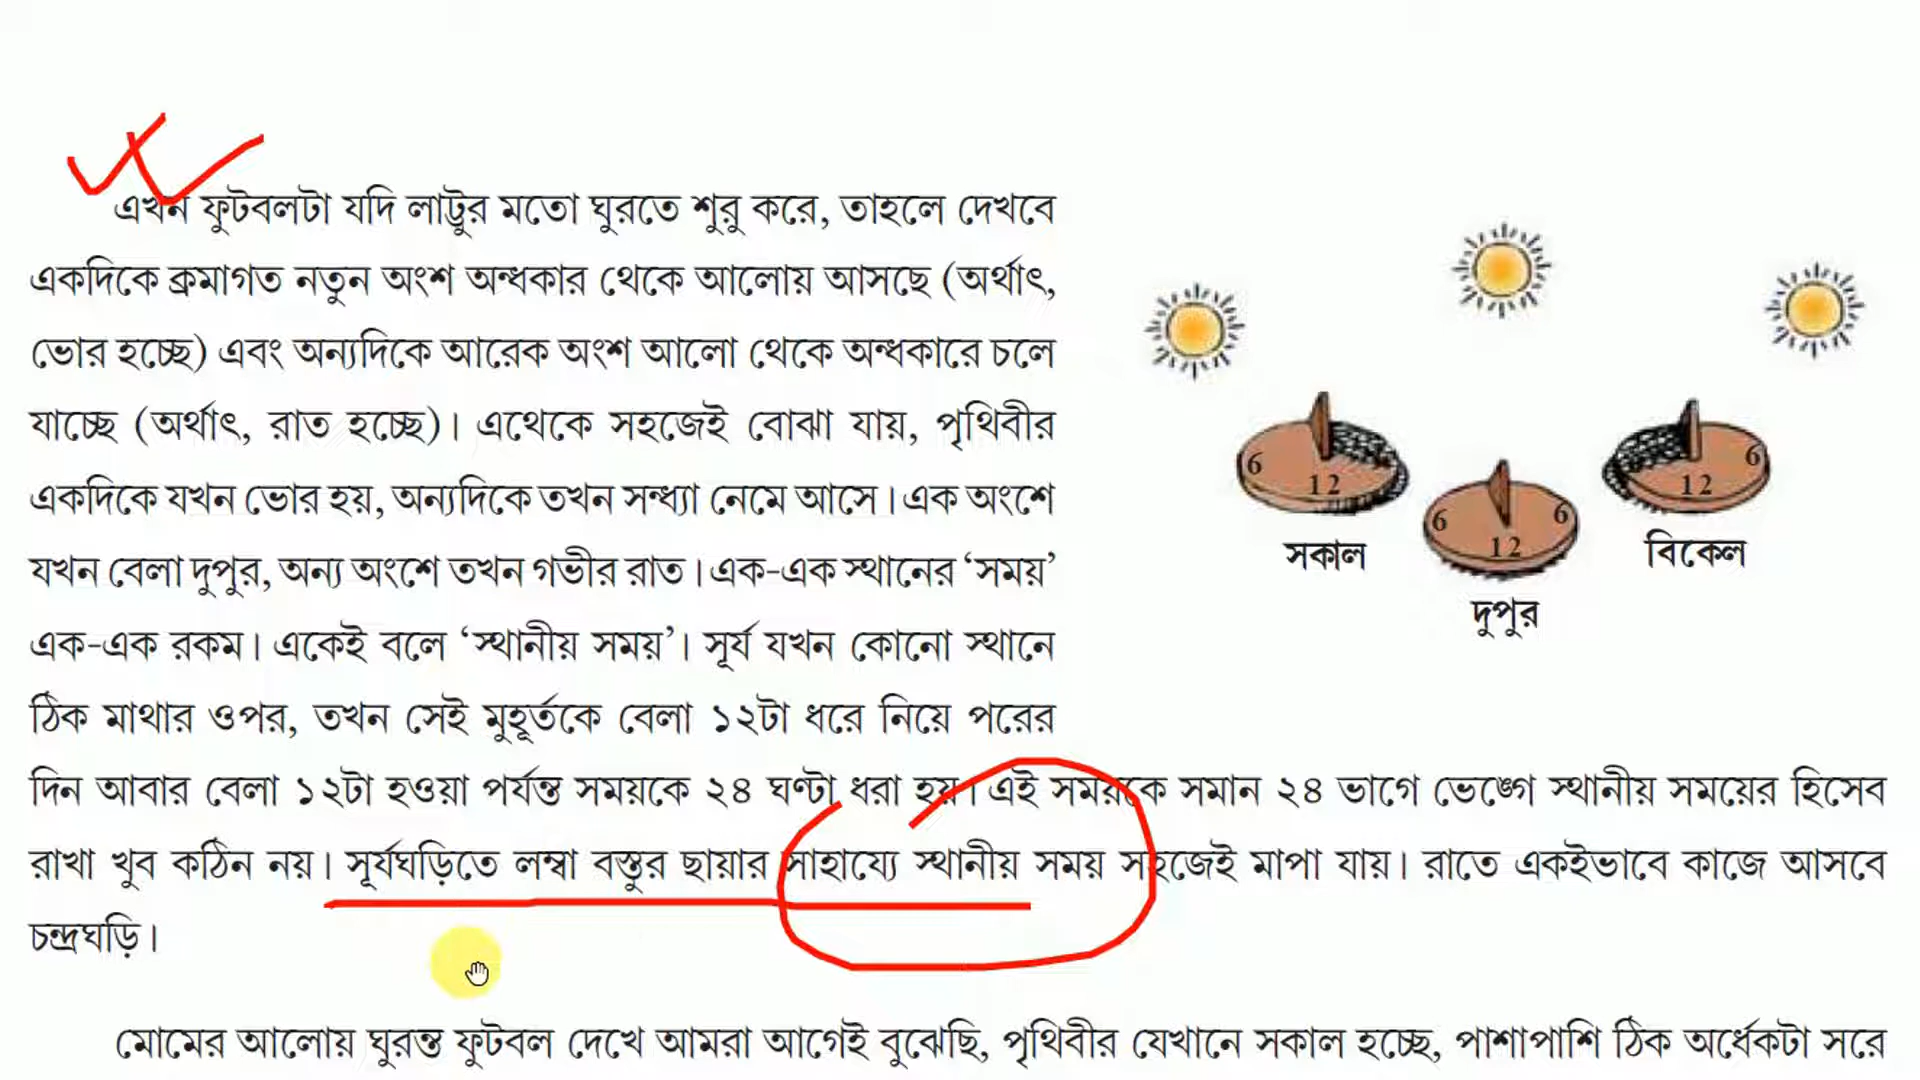 এখন ফুটবলটা যদি লাট্টুর মতো ঘুরতে শুরু করে, তাহলে দেখবে
একদিকে ক্রমাগত নতুন অংশ অন্ধকার থেকে আলোয় আসছে (অর্থাৎ,
ভোর হচ্ছে) এবং অন্যদিকে আরেক অংশ আলো থেকে অন্ধকারে চলে
যাচ্ছে (অর্থাৎ, রাত হচ্ছে)। এথেকে সহজেই বোঝা যায়, পৃথিবীর
একদিকে যখন ভোর হয়, অন্যদিকে তখন সন্ধ্যা নেমে আসে। এক অংশে
যখন বেলা দুপুর, অন্য অংশে তখন গভীর রাত। এক-এক স্থানের ‘সময়’
এক-এক রকম। একেই বলে ‘স্থানীয় সময়’। সূর্য যখন কোনো স্থানে
ঠিক মাথার ওপর, তখন সেই মুহূর্তকে বেলা ১২টা ধরে নিয়ে পরের
দিন আবার বেলা ১২টা হওয়া পর্যন্ত সময়কে ২৪ ঘণ্টা ধরা হয়। এই সময়কে সমান ২৪ ভাগে ভেঙ্গে স্থানীয় সময়ের হিসেব
রাখা খুব কঠিন নয়। সূর্যঘড়িতে লম্বা বস্তুর ছায়ার সাহায্যে স্থানীয় সময় সহজেই মাপা যায়। রাতে একইভাবে কাজে আসবে
চন্দ্রঘড়ি।
6
12
সকাল
6 6
12
দুপুর
6
12
বিকেল
মোমের আলোয় ঘুরন্ত ফুটবল দেখে আমরা আগেই বুঝেছি, পৃথিবীর যেখানে সকাল হচ্ছে, পাশাপাশি ঠিক অর্ধেকটা সরে